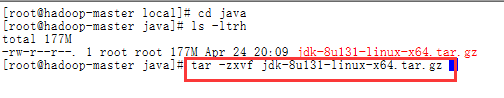 [root@hadoop-master local]# cd java
[root@hadoop-master java]# ls -ltrh
total 177M
-rw-r--r--. 1 root root 177M Apr 24 20:09 jdk-8u131-linux-x64.tar.gz
[root@hadoop-master java]# tar -zxvf jdk-8u131-linux-x64.tar.gz